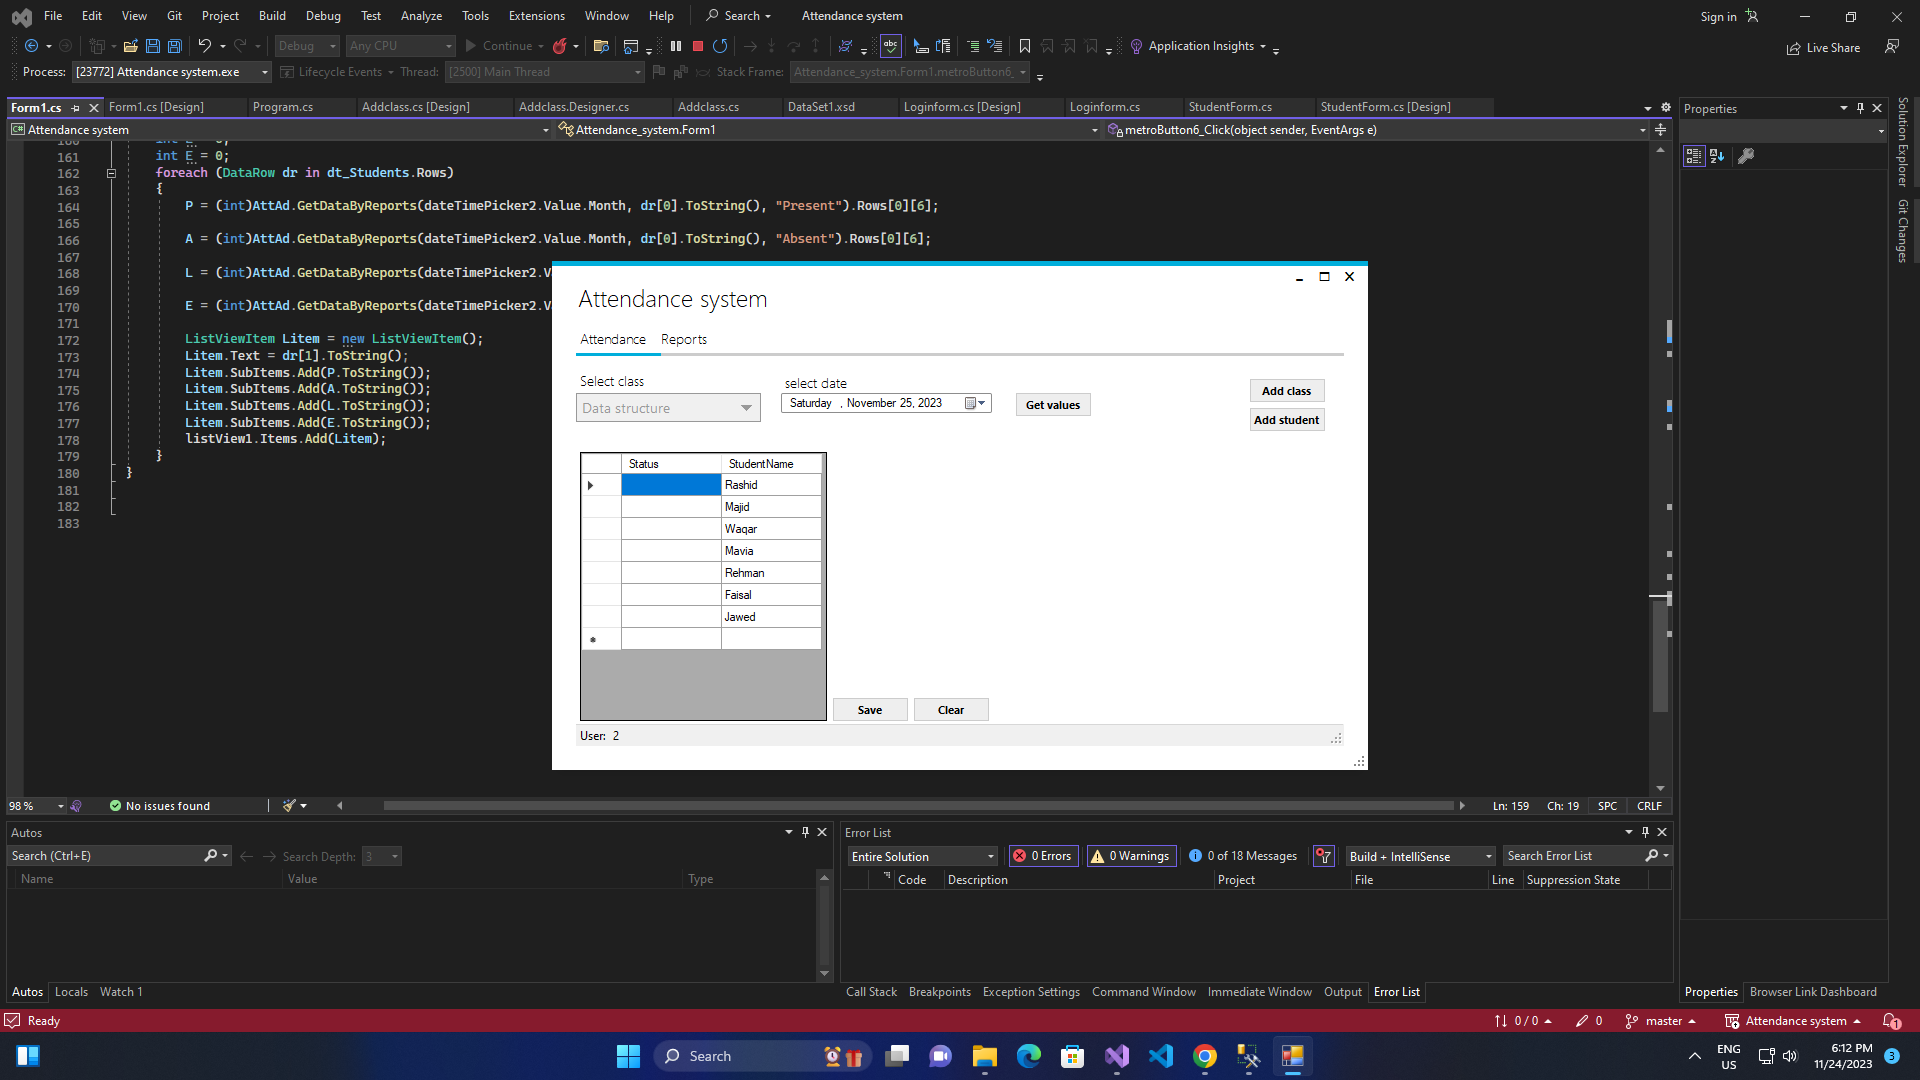 File Edit View Git Project Build Debug Test Analyze Tools Extensions Window Help Search Attendance system Sign in
Debug Any CPU Continue Application Insights Live Share
Process: [23772] Attendance system.exe Lifecycle Events Thread: [2500] Main Thread Stack Frame: Attendance_system.Form1.metroButton6_
Form1.cs Form1.cs [Design] Program.cs Addclass.cs [Design] Addclass.Designer.cs Addclass.cs DataSet1.xsd Loginform.cs [Design] Loginform.cs StudentForm.cs StudentForm.cs [Design]
Attendance system Attendance_system.Form1 metroButton6_Click(object sender, EventArgs e)
161 int E = 0;
162 foreach (DataRow dr in dt_Students.Rows)
163 {
164 P = (int)AttAd.GetDataByReports(dateTimePicker2.Value.Month, dr[0].ToString(), "Present").Rows[0][6];
165
166 A = (int)AttAd.GetDataByReports(dateTimePicker2.Value.Month, dr[0].ToString(), "Absent").Rows[0][6];
167
168 L = (int)AttAd.GetDataByReports(dateTimePicker2.Va
169
170 E = (int)AttAd.GetDataByReports(dateTimePicker2.Va
171
172 ListViewItem Litem = new ListViewItem();
173 Litem.Text = dr[1].ToString();
174 Litem.SubItems.Add(P.ToString());
175 Litem.SubItems.Add(A.ToString());
176 Litem.SubItems.Add(L.ToString());
177 Litem.SubItems.Add(E.ToString());
178 listView1.Items.Add(Litem);
179 }
180 }
181
182
183
Attendance system
Attendance Reports
Select class select date
Data structure Saturday , November 25, 2023 Get values
Add class
Add student
Status StudentName
Rashid
Majid
Waqar
Mavia
Rehman
Faisal
Jawed
*
Save Clear
User: 2
Properties
Solution Explorer
Git Changes
98 % No issues found Ln: 159 Ch: 19 SPC CRLF
Autos
Search (Ctrl+E) Search Depth: 3
Name Value Type
Autos Locals Watch 1
Error List
Entire Solution 0 Errors 0 Warnings 0 of 18 Messages Build + IntelliSense Search Error List
Code Description Project File Line Suppression State
Call Stack Breakpoints Exception Settings Command Window Immediate Window Output Error List
Properties Browser Link Dashboard
Ready 0 / 0 0 master Attendance system 1
Search
ENG
US
6:12 PM
11/24/2023
3